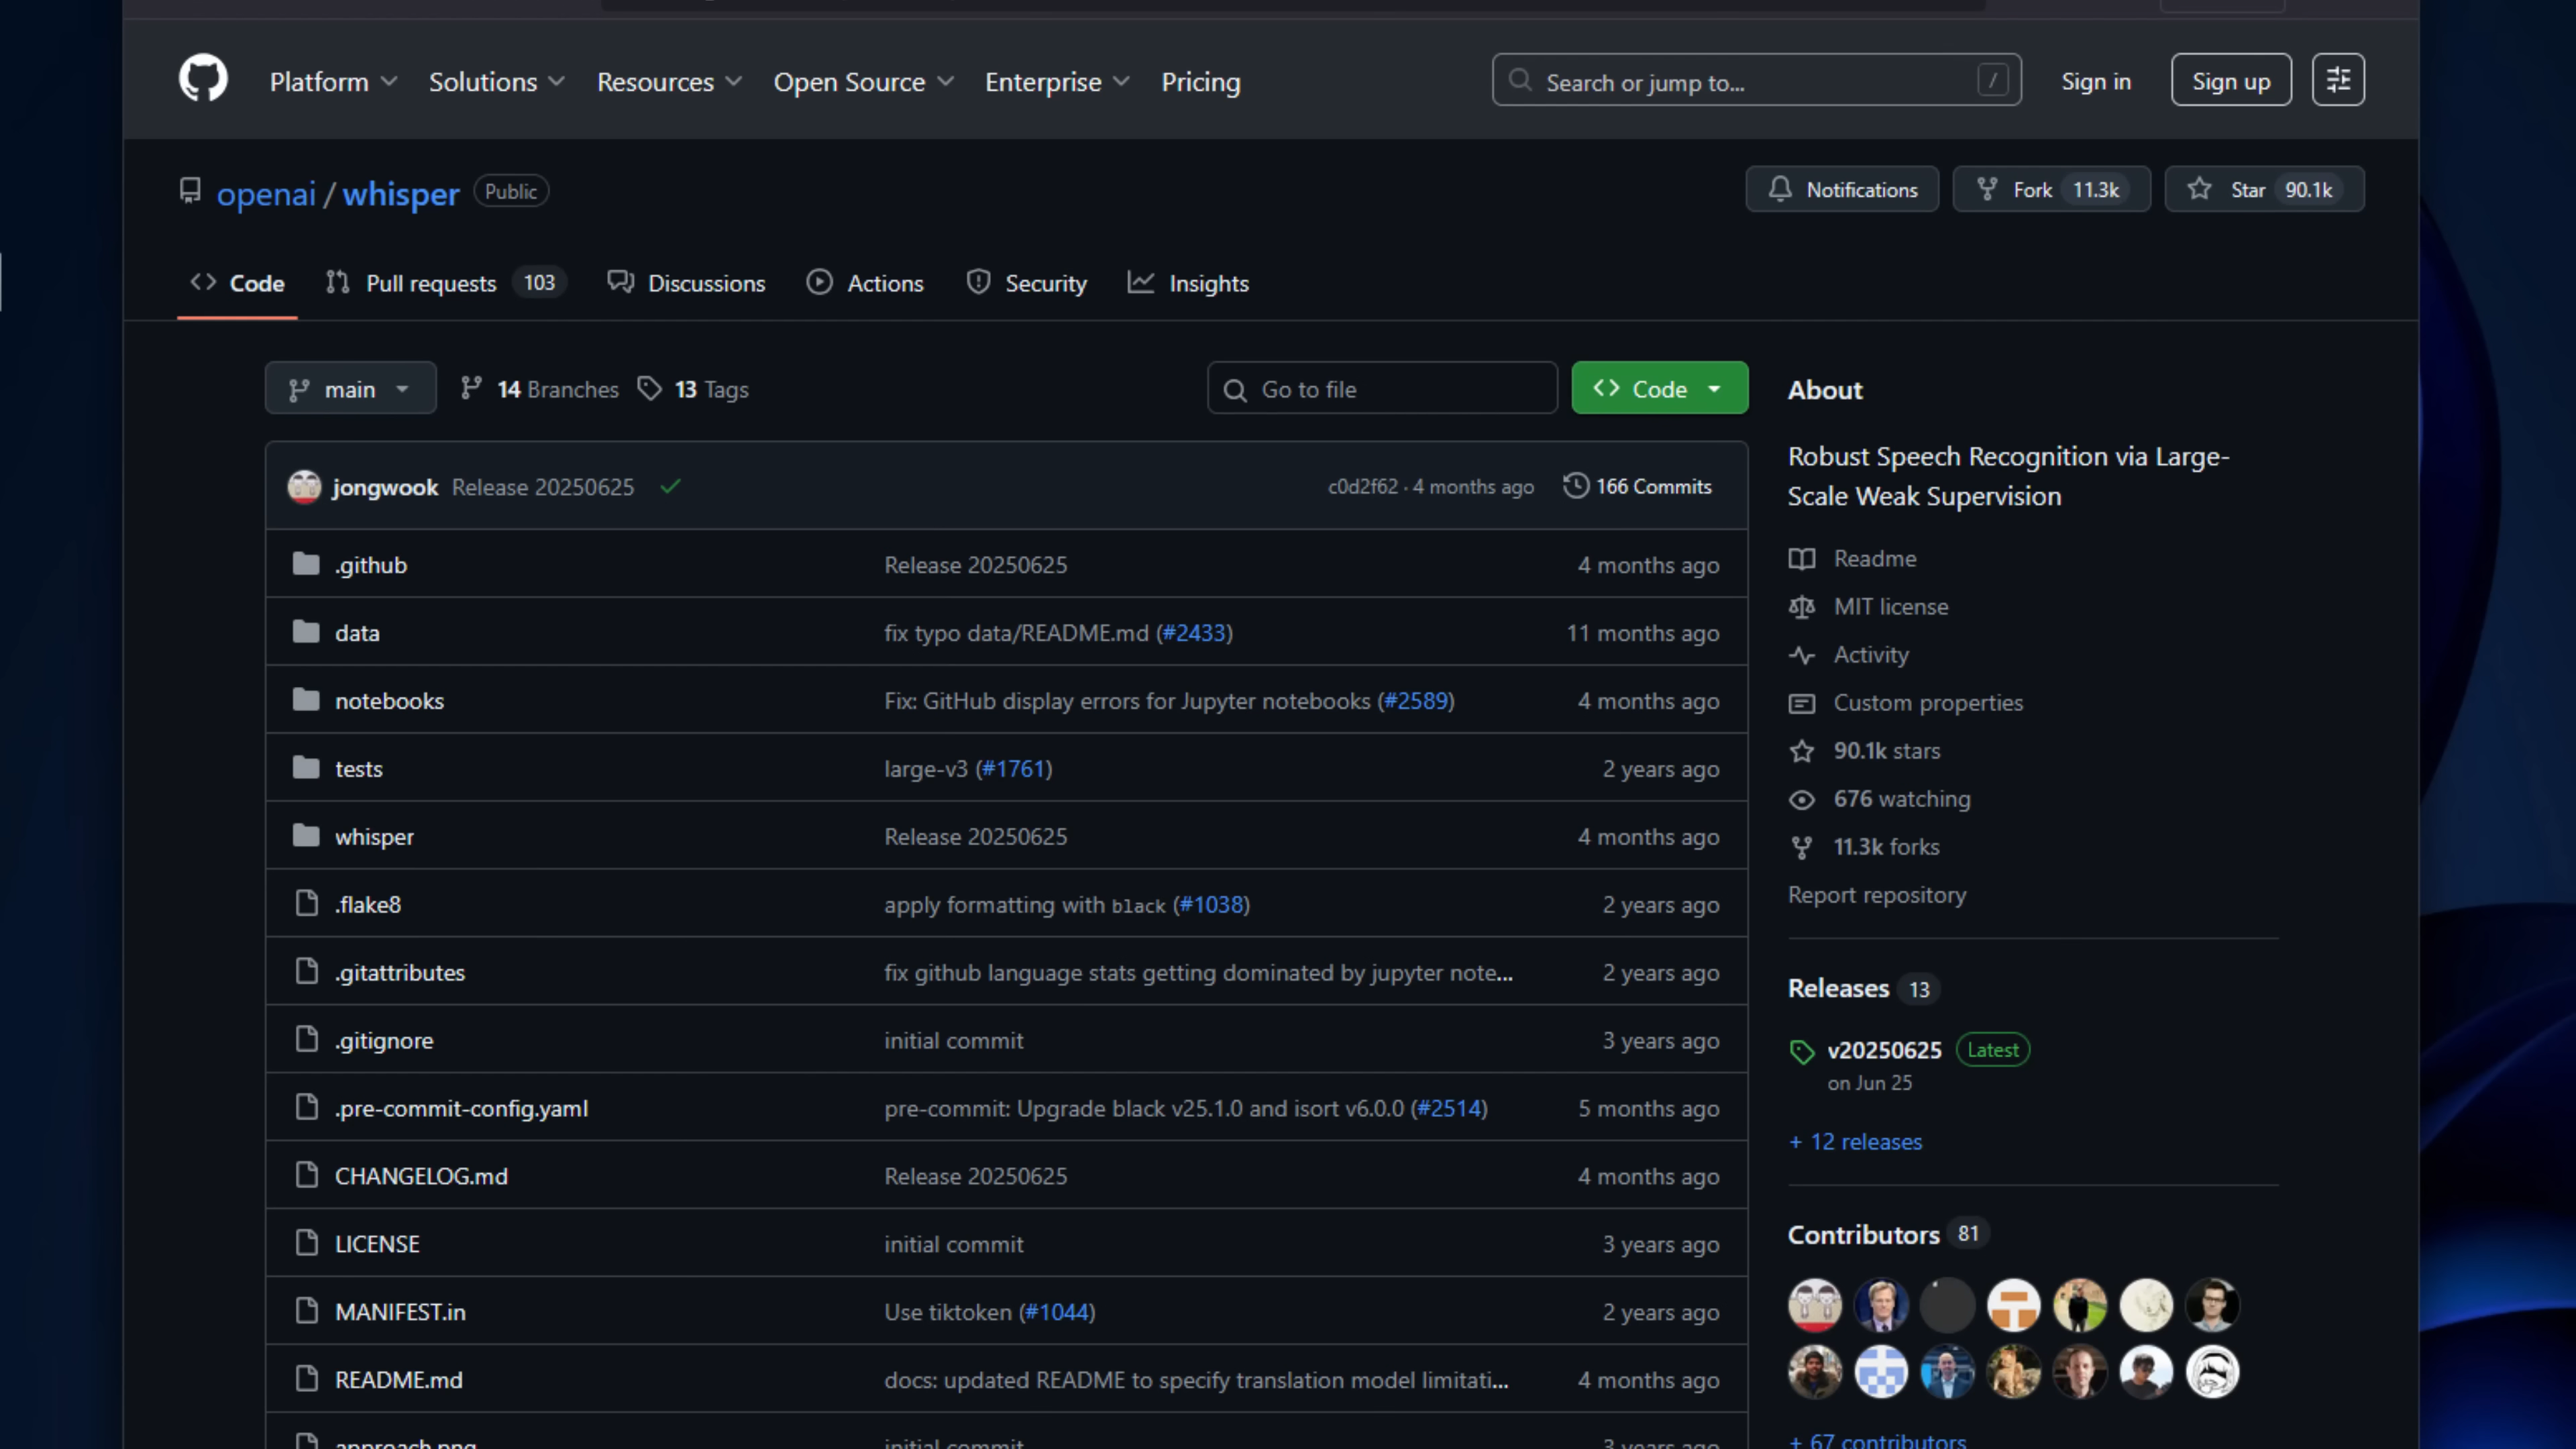 Platform Solutions Resources Open Source Enterprise Pricing Search or jump to... / Sign in Sign up
openai / whisper Public Notifications Fork 11.3k Star 90.1k
Code Pull requests 103 Discussions Actions Security Insights
main 14 Branches 13 Tags Go to file Code
jongwook Release 20250625 c0d2f62 · 4 months ago 166 Commits
.github Release 20250625 4 months ago
data fix typo data/README.md (#2433) 11 months ago
notebooks Fix: GitHub display errors for Jupyter notebooks (#2589) 4 months ago
tests large-v3 (#1761) 2 years ago
whisper Release 20250625 4 months ago
.flake8 apply formatting with black (#1038) 2 years ago
.gitattributes fix github language stats getting dominated by jupyter note... 2 years ago
.gitignore initial commit 3 years ago
.pre-commit-config.yaml pre-commit: Upgrade black v25.1.0 and isort v6.0.0 (#2514) 5 months ago
CHANGELOG.md Release 20250625 4 months ago
LICENSE initial commit 3 years ago
MANIFEST.in Use tiktoken (#1044) 2 years ago
README.md docs: updated README to specify translation model limitati... 4 months ago
approach.png initial commit 3 years ago
About
Robust Speech Recognition via Large-
Scale Weak Supervision
Readme
MIT license
Activity
Custom properties
90.1k stars
676 watching
11.3k forks
Report repository
Releases 13
v20250625 Latest
on Jun 25
+ 12 releases
Contributors 81
+ 67 contributors